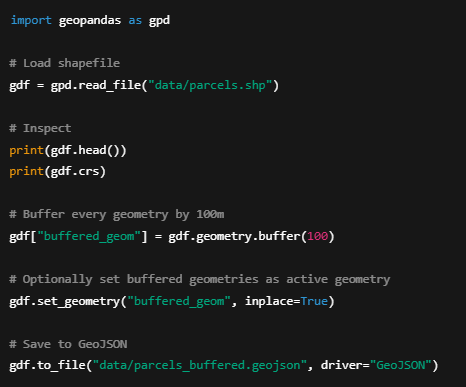 import geopandas as gpd
# Load shapefile
gdf = gpd.read_file("data/parcels.shp")
# Inspect
print(gdf.head())
print(gdf.crs)
# Buffer every geometry by 100m
gdf["buffered_geom"] = gdf.geometry.buffer(100)
# Optionally set buffered geometries as active geometry
gdf.set_geometry("buffered_geom", inplace=True)
# Save to GeoJSON
gdf.to_file("data/parcels_buffered.geojson", driver="GeoJSON")